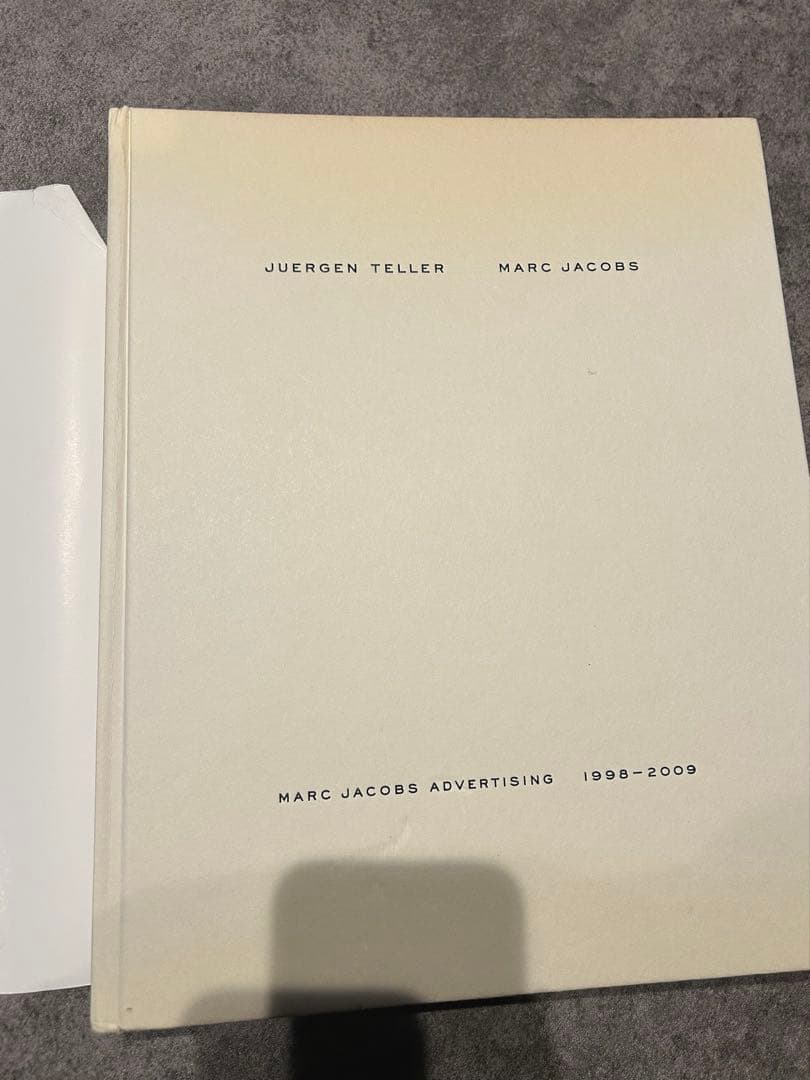 JUERGEN TELLER MARC JACOBS
MARC JACOBS ADVERTISING 1998–2009